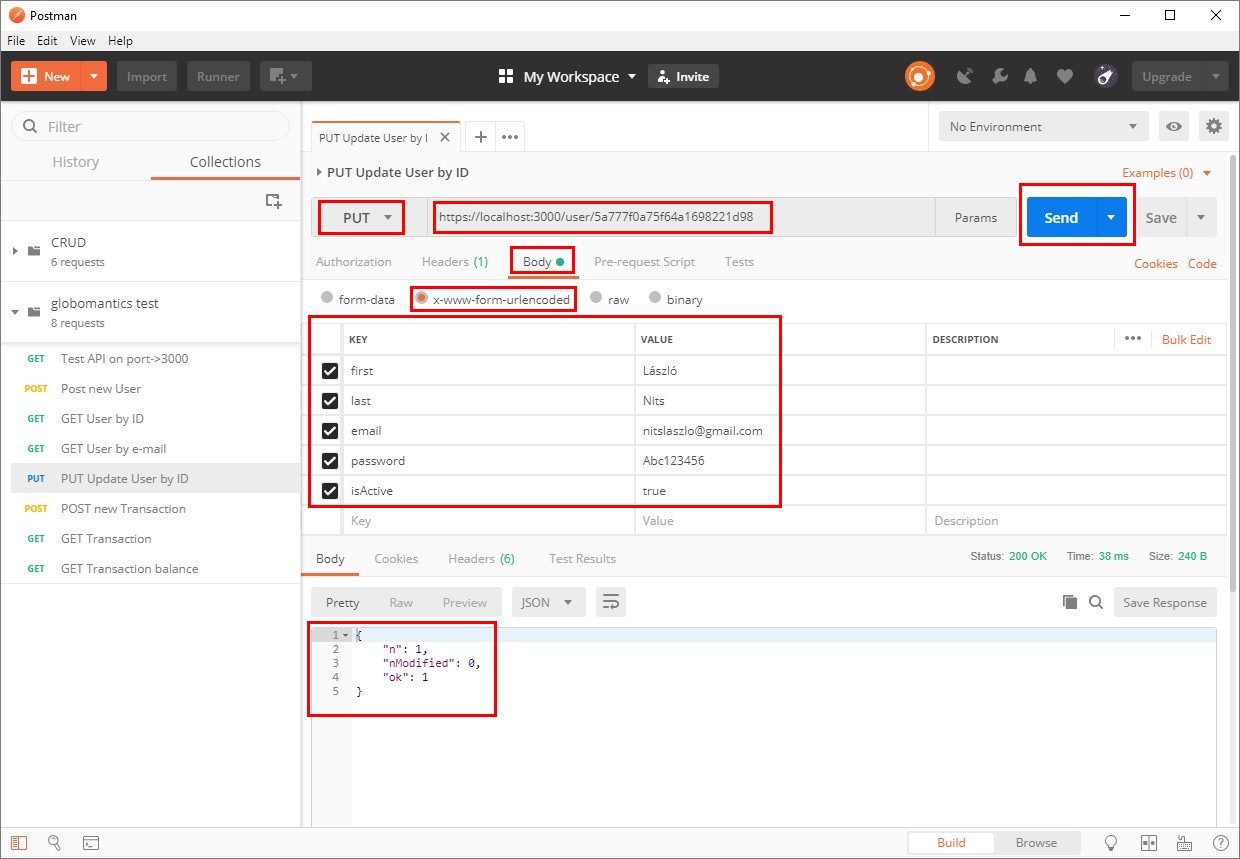 Postman
File Edit View Help
New Import Runner My Workspace Invite Upgrade
Filter
History Collections
CRUD
6 requests
globomantics test
8 requests
GET Test API on port->3000
POST Post new User
GET GET User by ID
GET GET User by e-mail
PUT PUT Update User by ID
POST POST new Transaction
GET GET Transaction
GET GET Transaction balance
PUT Update User by I
No Environment
PUT Update User by ID Examples (0)
PUT https://localhost:3000/user/5a777f0a75f64a1698221d98 Params Send Save
Authorization Headers (1) Body Pre-request Script Tests Cookies Code
form-data x-www-form-urlencoded raw binary
KEY VALUE DESCRIPTION Bulk Edit
first László
last Nits
email nitslaszlo@gmail.com
password Abc123456
isActive true
Key Value Description
Body Cookies Headers (6) Test Results Status: 200 OK Time: 38 ms Size: 240 B
Pretty Raw Preview JSON Save Response
1 {
2 "n": 1,
3 "nModified": 0,
4 "ok": 1
5 }
Build Browse